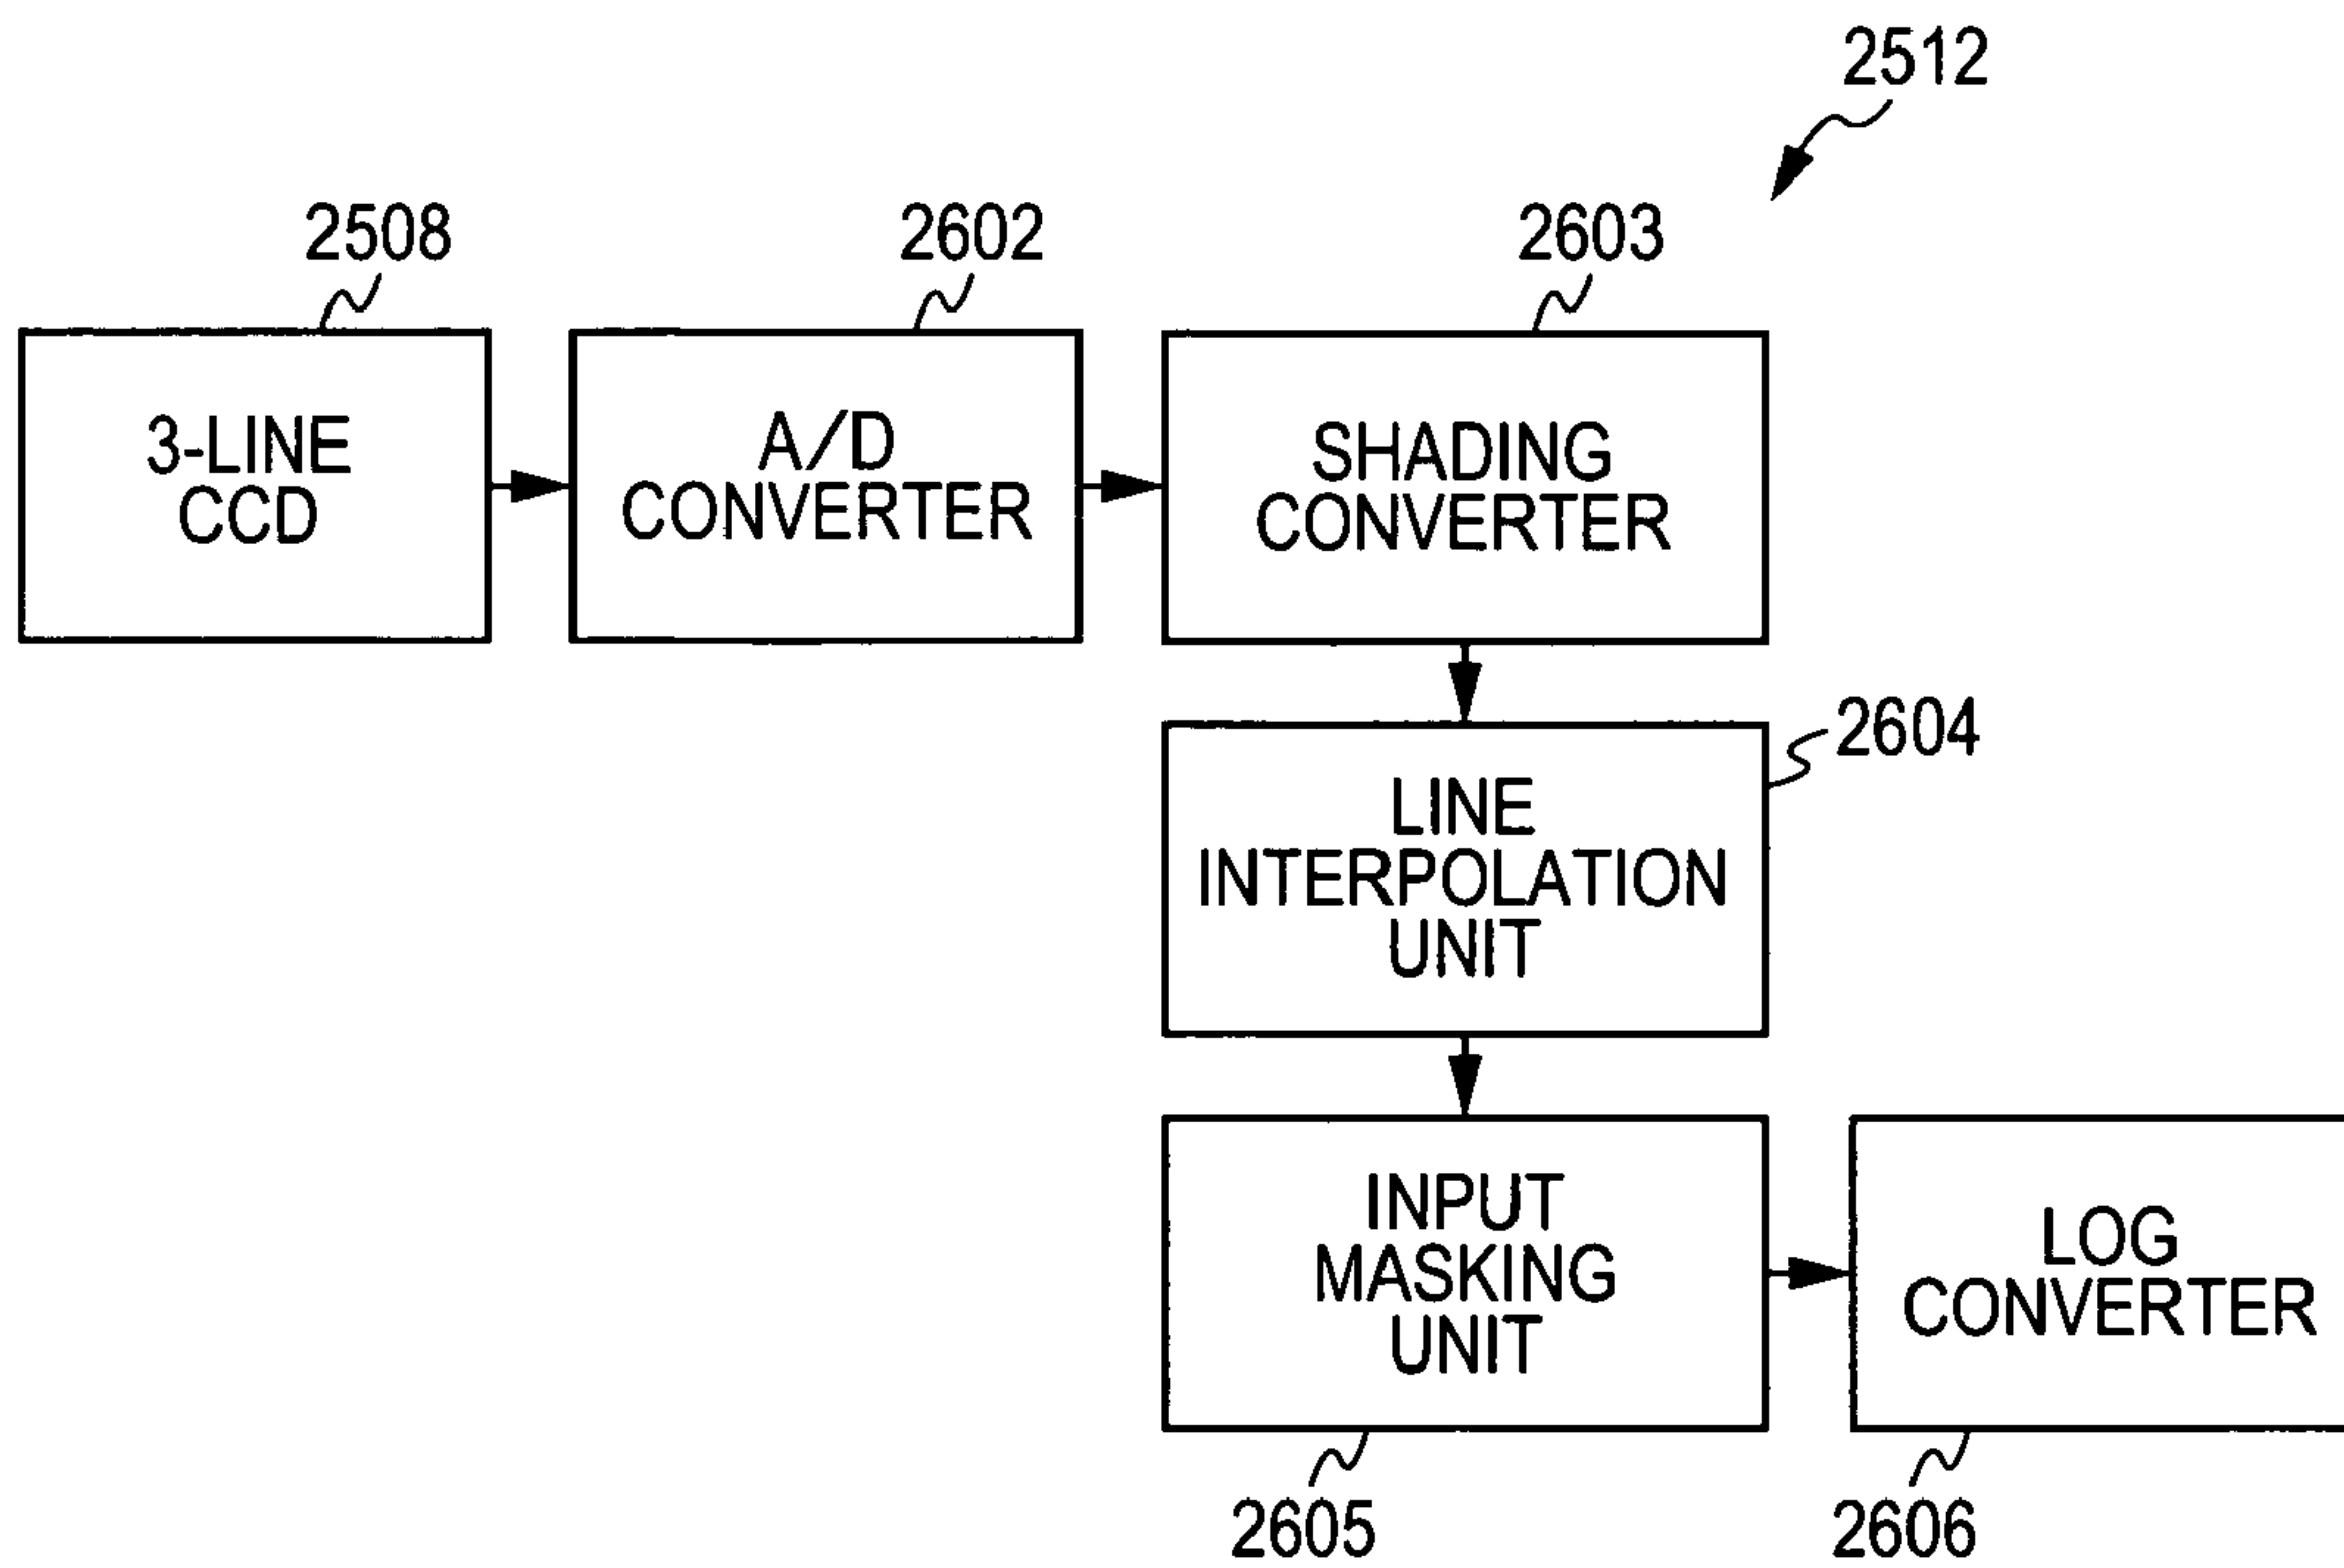 2512
2508
2602
2603
3-LINE
CCD
A/D
CONVERTER
SHADING
CONVERTER
2604
LINE
INTERPOLATION
UNIT
INPUT
MASKING
UNIT
LOG
CONVERTER
2605
2606